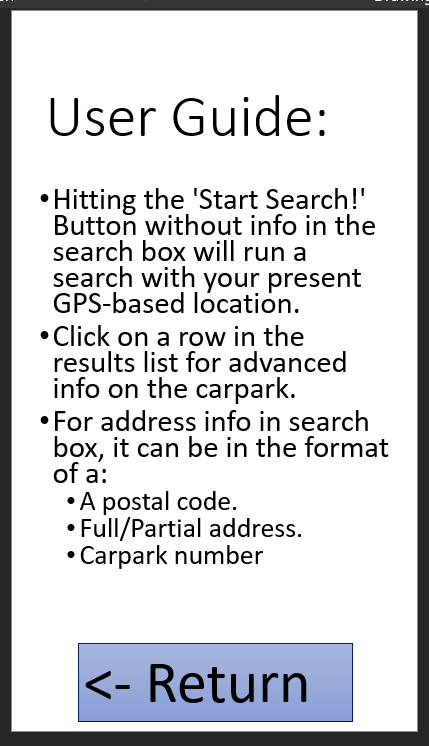 User Guide:
•Hitting the 'Start Search!'
Button without info in the
search box will run a
search with your present
GPS-based location.
•Click on a row in the
results list for advanced
info on the carpark.
•For address info in search
box, it can be in the format
of a:
•A postal code.
•Full/Partial address.
•Carpark number
<- Return